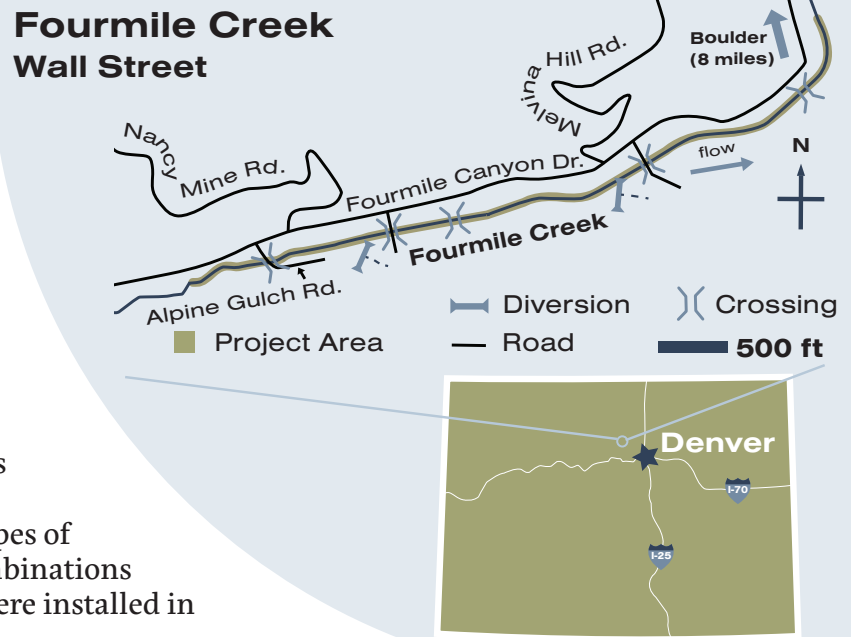 Fourmile Creek
Wall Street
Boulder
(8 miles)
Melvina Hill Rd.
Nancy Mine Rd.
Fourmile Canyon Dr.
flow
N
Fourmile Creek
Alpine Gulch Rd.
Diversion
Crossing
Project Area
Road
500 ft
Denver
I-70
I-25
s
pes of
mbinations
ere installed in